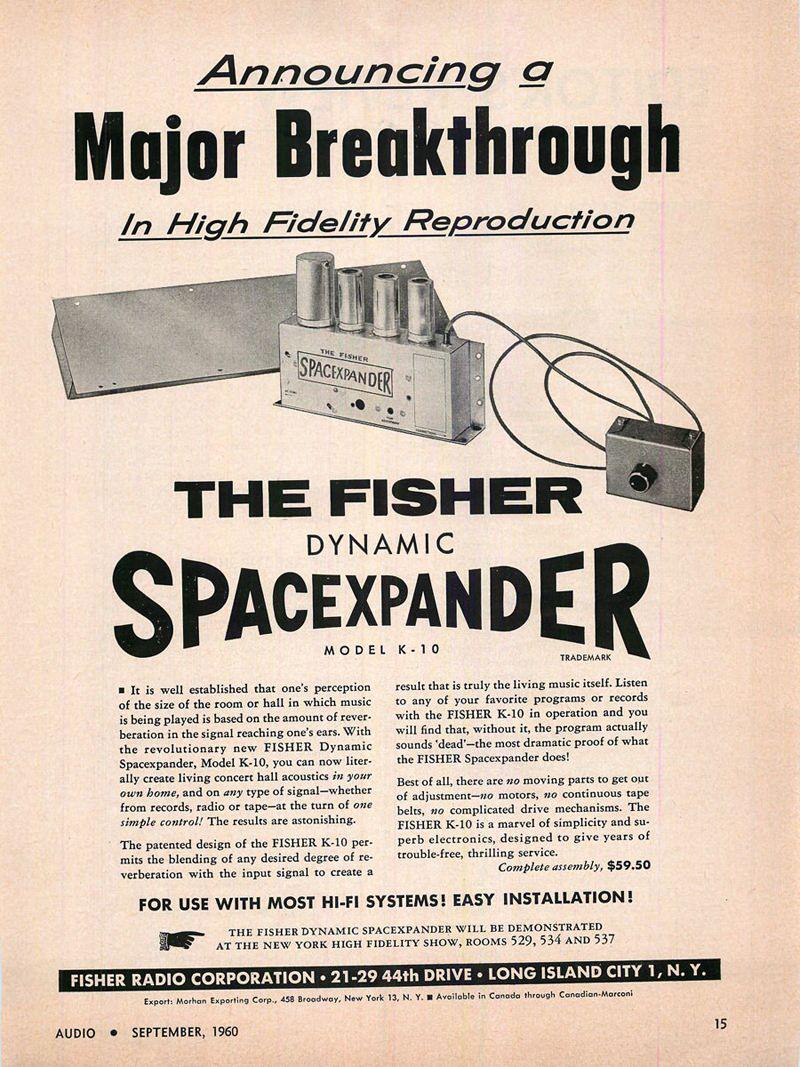 Announcing a
Major Breakthrough
In High Fidelity Reproduction
THE FISHER
SPACEXPANDER
THE FISHER
DYNAMIC
SPACEXPANDER
MODEL K-10
TRADEMARK
■ It is well established that one's perception
of the size of the room or hall in which music
is being played is based on the amount of rever-
beration in the signal reaching one's ears. With
the revolutionary new FISHER Dynamic
Spacexpander, Model K-10, you can now liter-
ally create living concert hall acoustics in your
own home, and on any type of signal—whether
from records, radio or tape—at the turn of one
simple control! The results are astonishing.
The patented design of the FISHER K-10 per-
mits the blending of any desired degree of re-
verberation with the input signal to create a
result that is truly the living music itself. Listen
to any of your favorite programs or records
with the FISHER K-10 in operation and you
will find that, without it, the program actually
sounds 'dead'—the most dramatic proof of what
the FISHER Spacexpander does!
Best of all, there are no moving parts to get out
of adjustment—no motors, no continuous tape
belts, no complicated drive mechanisms. The
FISHER K-10 is a marvel of simplicity and su-
perb electronics, designed to give years of
trouble-free, thrilling service.
Complete assembly, $59.50
FOR USE WITH MOST HI-FI SYSTEMS! EASY INSTALLATION!
THE FISHER DYNAMIC SPACEXPANDER WILL BE DEMONSTRATED
AT THE NEW YORK HIGH FIDELITY SHOW, ROOMS 529, 534 AND 537
FISHER RADIO CORPORATION • 21-29 44th DRIVE • LONG ISLAND CITY 1, N. Y.
Export: Morhan Exporting Corp., 458 Broadway, New York 13, N. Y. ■ Available in Canada through Canadian-Marconi
AUDIO • SEPTEMBER, 1960
15